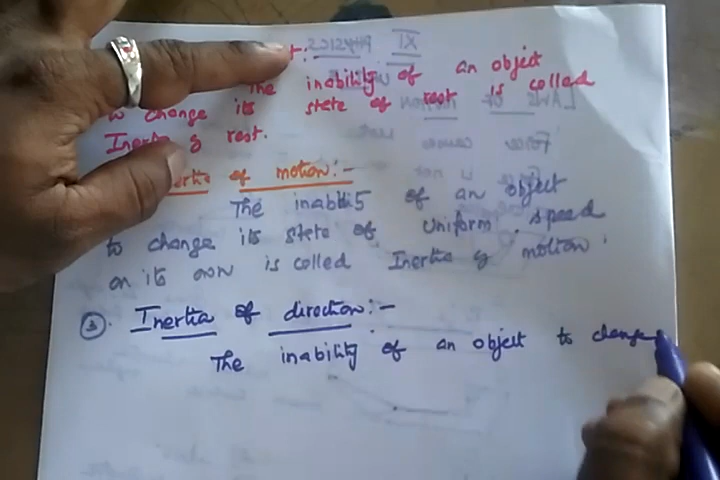 t:-
The inability of an object
to change its state of rest is called
Inertia of rest.
Inertia of motion:-
The inability of an object
to change its state of uniform speed
on its own is called Inertia of motion.
3. Inertia of direction:-
The inability of an object to change